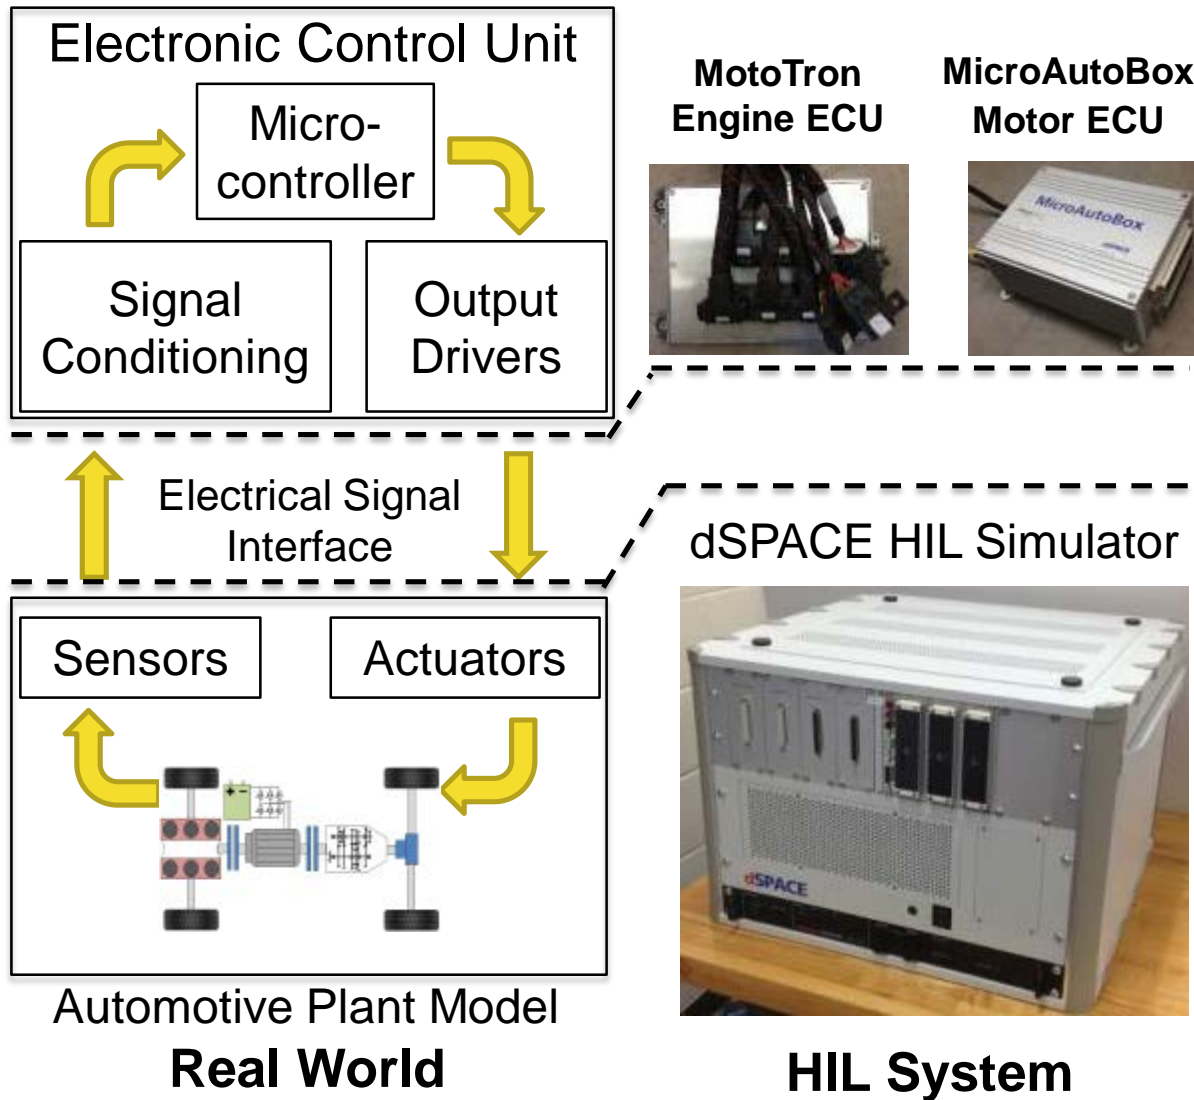 Electronic Control Unit
Micro-
controller
Signal
Conditioning
Output
Drivers
MotoTron
Engine ECU
MicroAutoBox
Motor ECU
MicroAutoBox
Electrical Signal
Interface
dSPACE HIL Simulator
Sensors
Actuators
+ -
dSPACE
Automotive Plant Model
Real World
HIL System